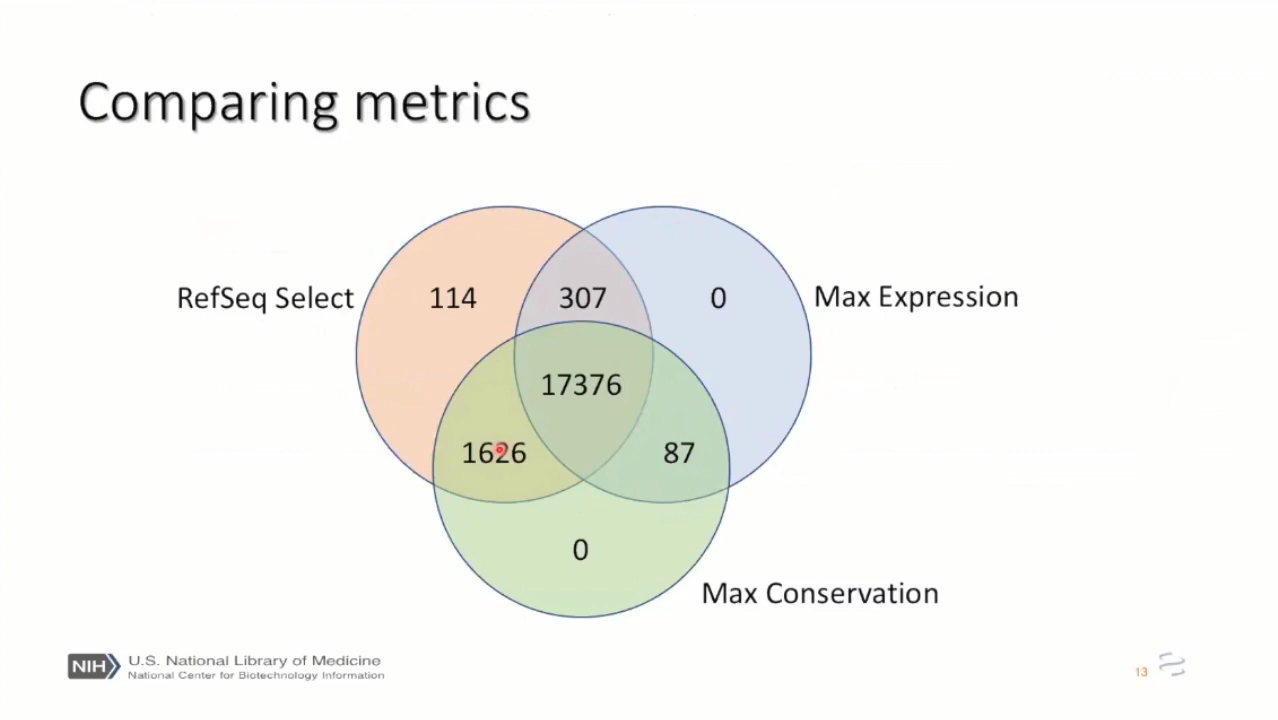 Comparing metrics
RefSeq Select
114
307
0
Max Expression
17376
1626
87
0
Max Conservation
NIH
U.S. National Library of Medicine
National Center for Biotechnology Information
13